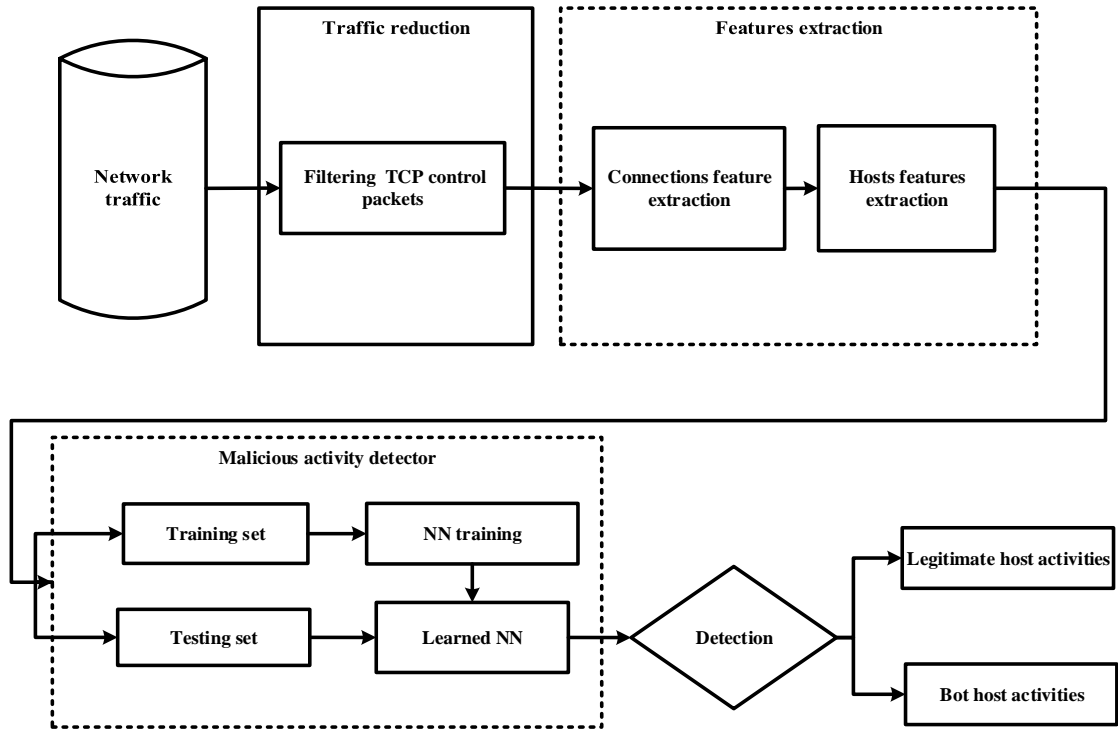 Traffic reduction
Features extraction
Network
traffic
Filtering TCP control
packets
Connections feature
extraction
Hosts features
extraction
Malicious activity detector
Training set
NN training
Testing set
Learned NN
Detection
Legitimate host activities
Bot host activities